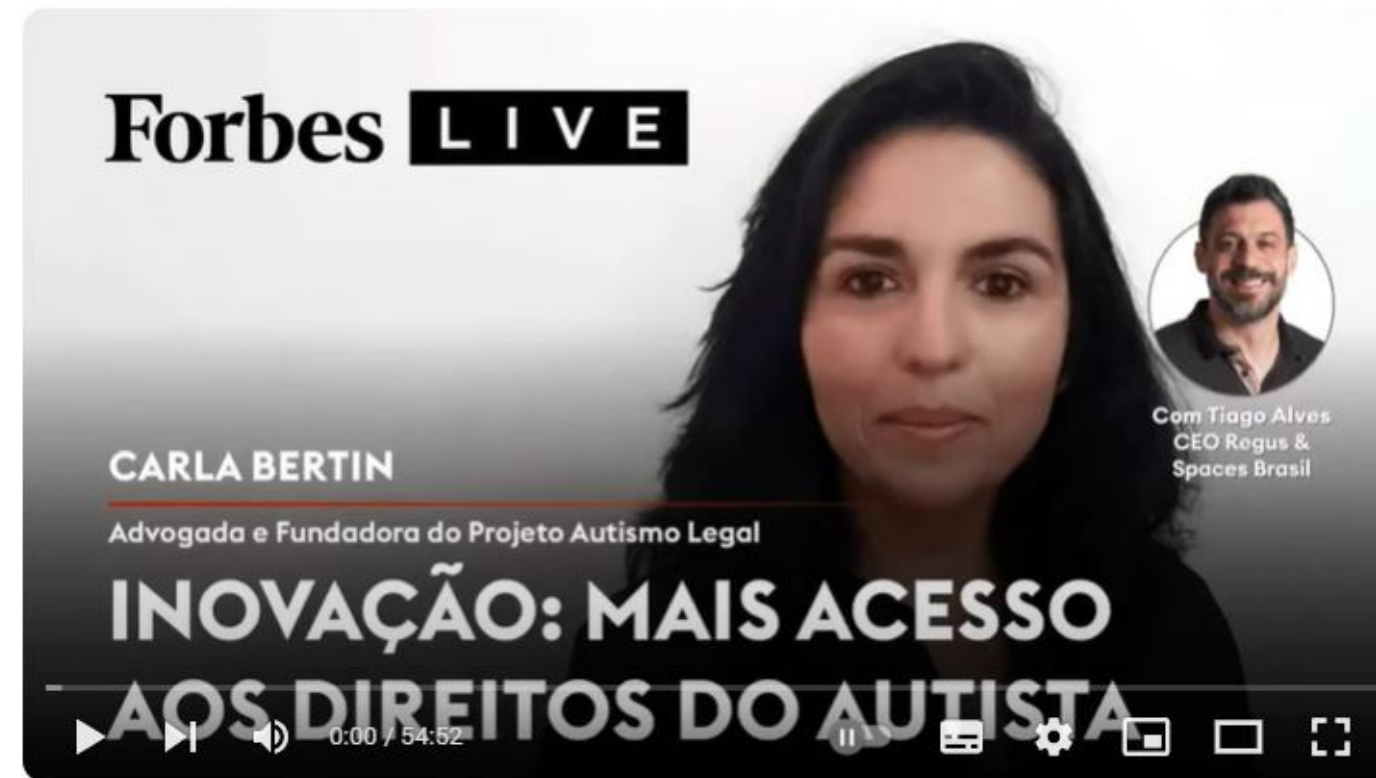 Forbes LIVE
Com Tiago Alves
CEO Regus &
Spaces Brasil
CARLA BERTIN
Advogada e Fundadora do Projeto Autismo Legal
INOVAÇÃO: MAIS ACESSO
AOS DIREITOS DO AUTISTA
0:00 / 54:52